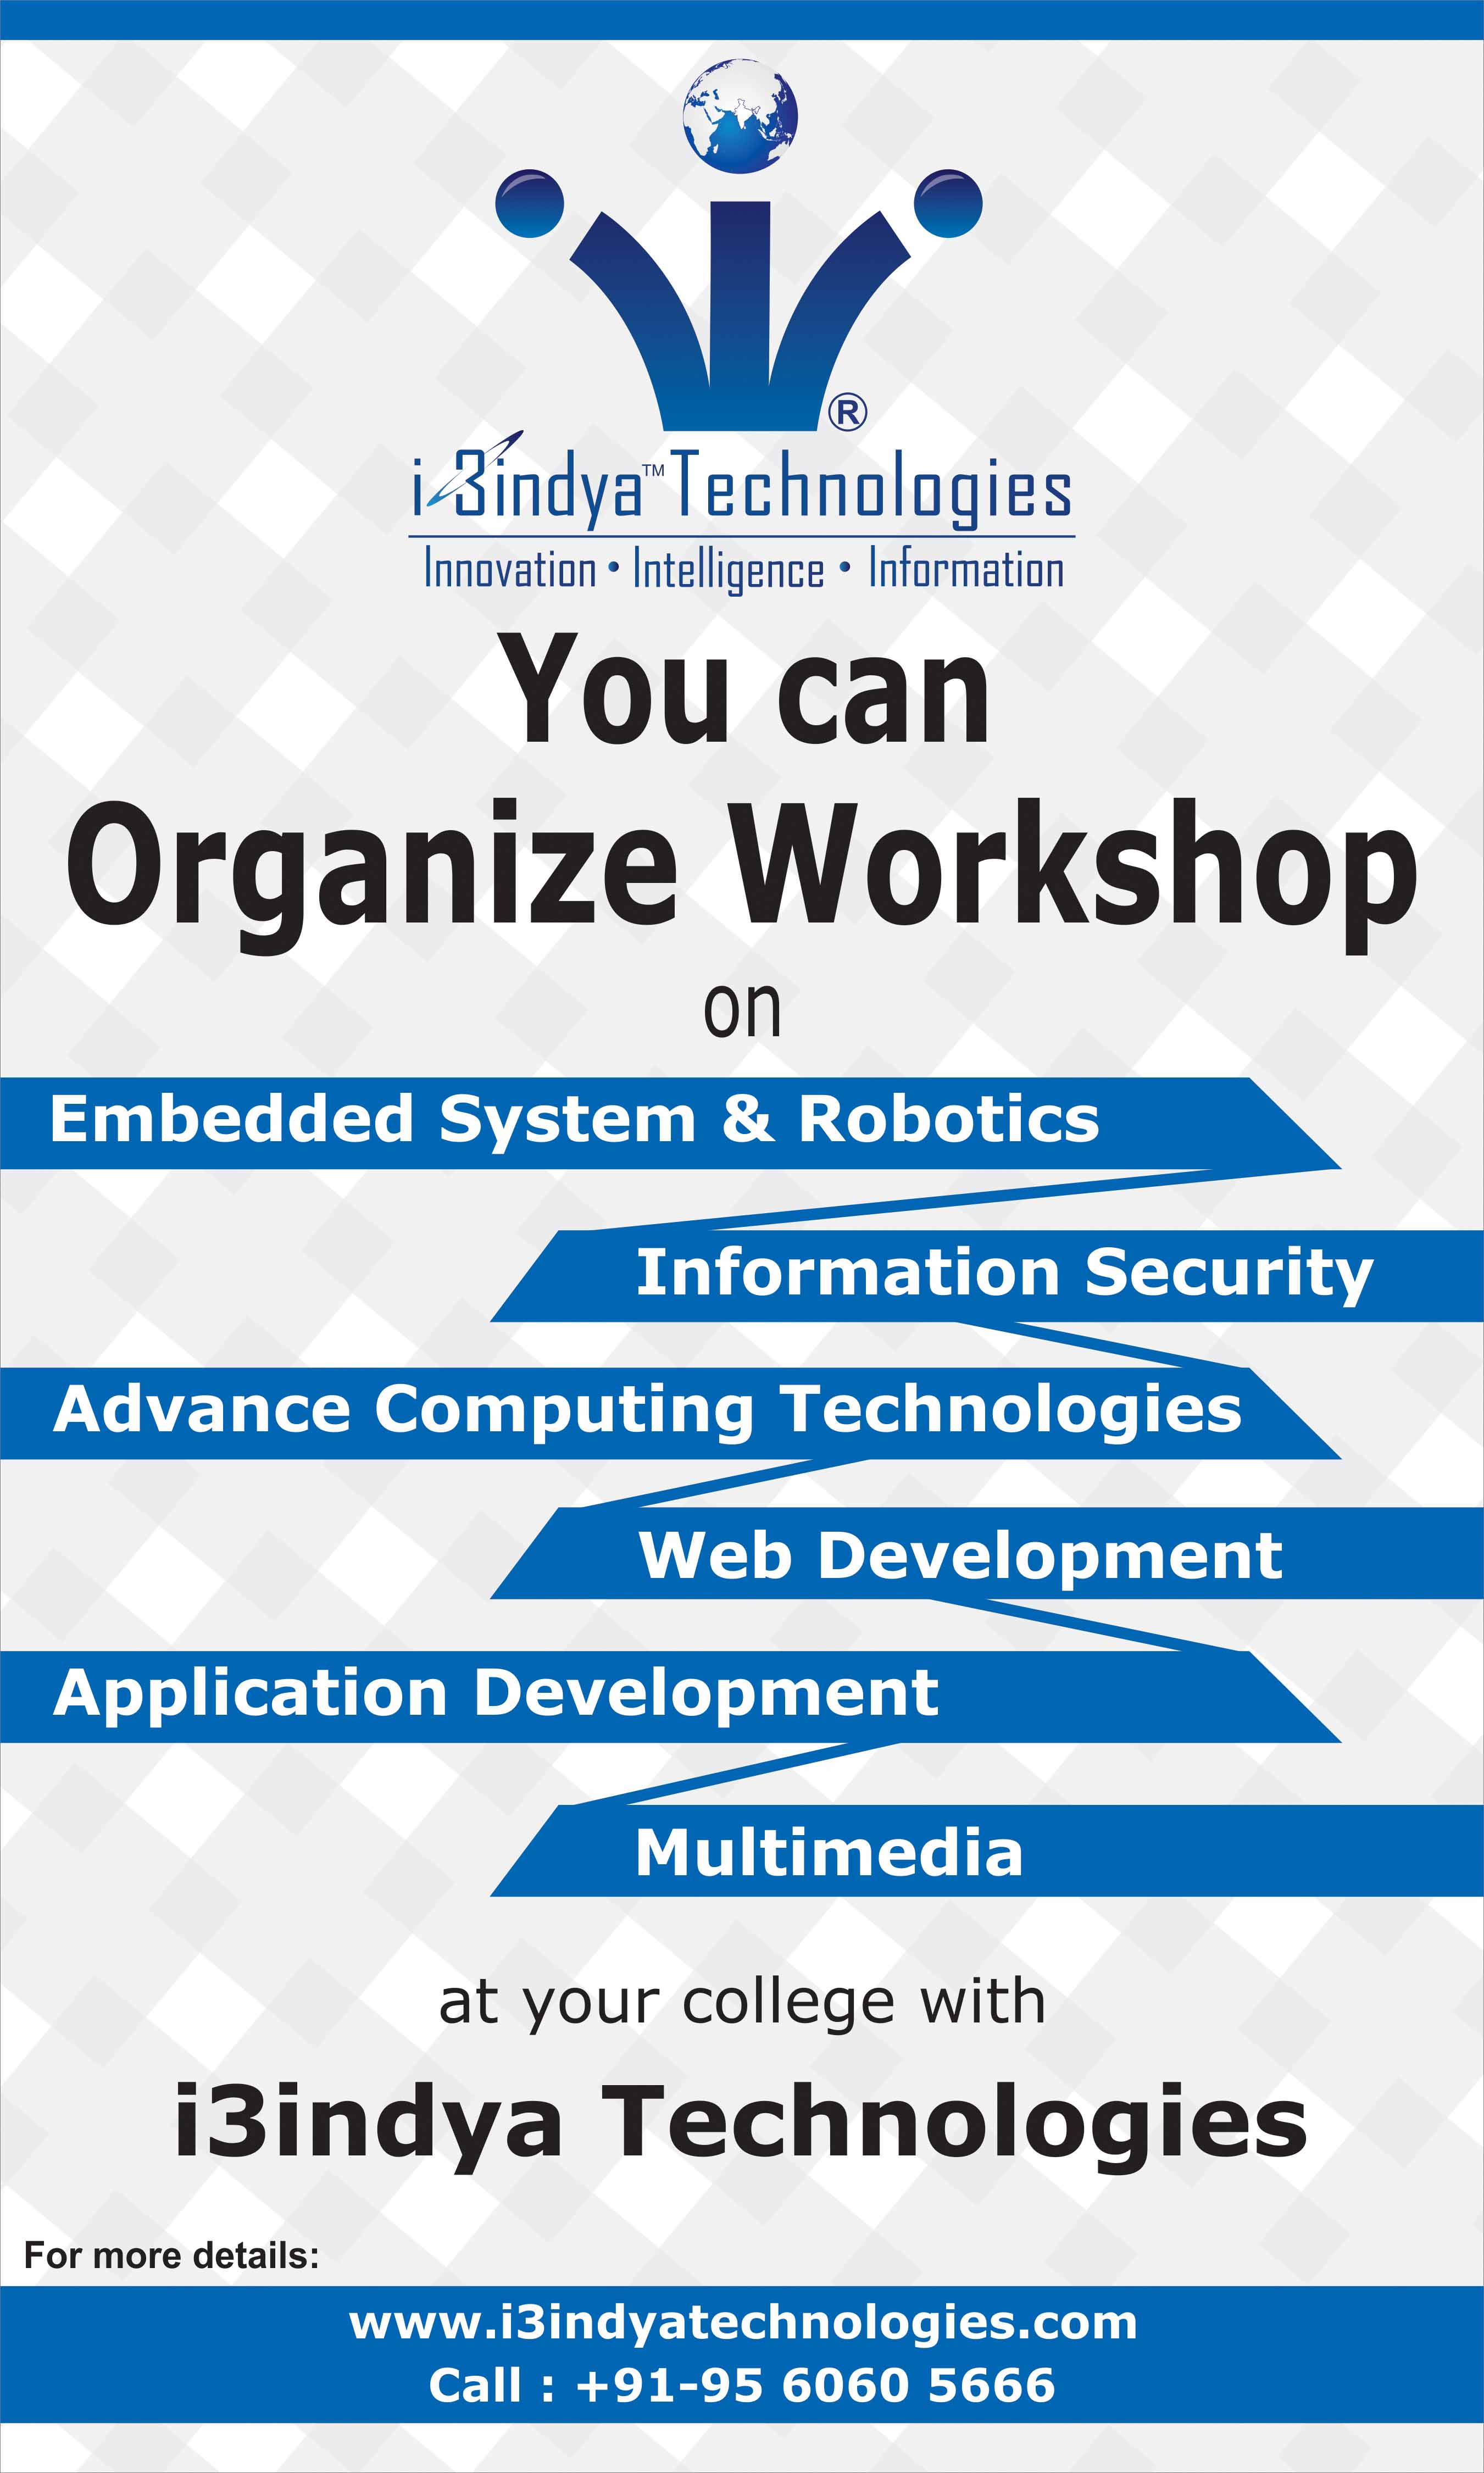 ®
i3indya™ Technologies
Innovation • Intelligence • Information
You can
Organize Workshop
on
Embedded System & Robotics
Information Security
Advance Computing Technologies
Web Development
Application Development
Multimedia
at your college with
i3indya Technologies
For more details:
www.i3indyatechnologies.com
Call : +91-95 6060 5666